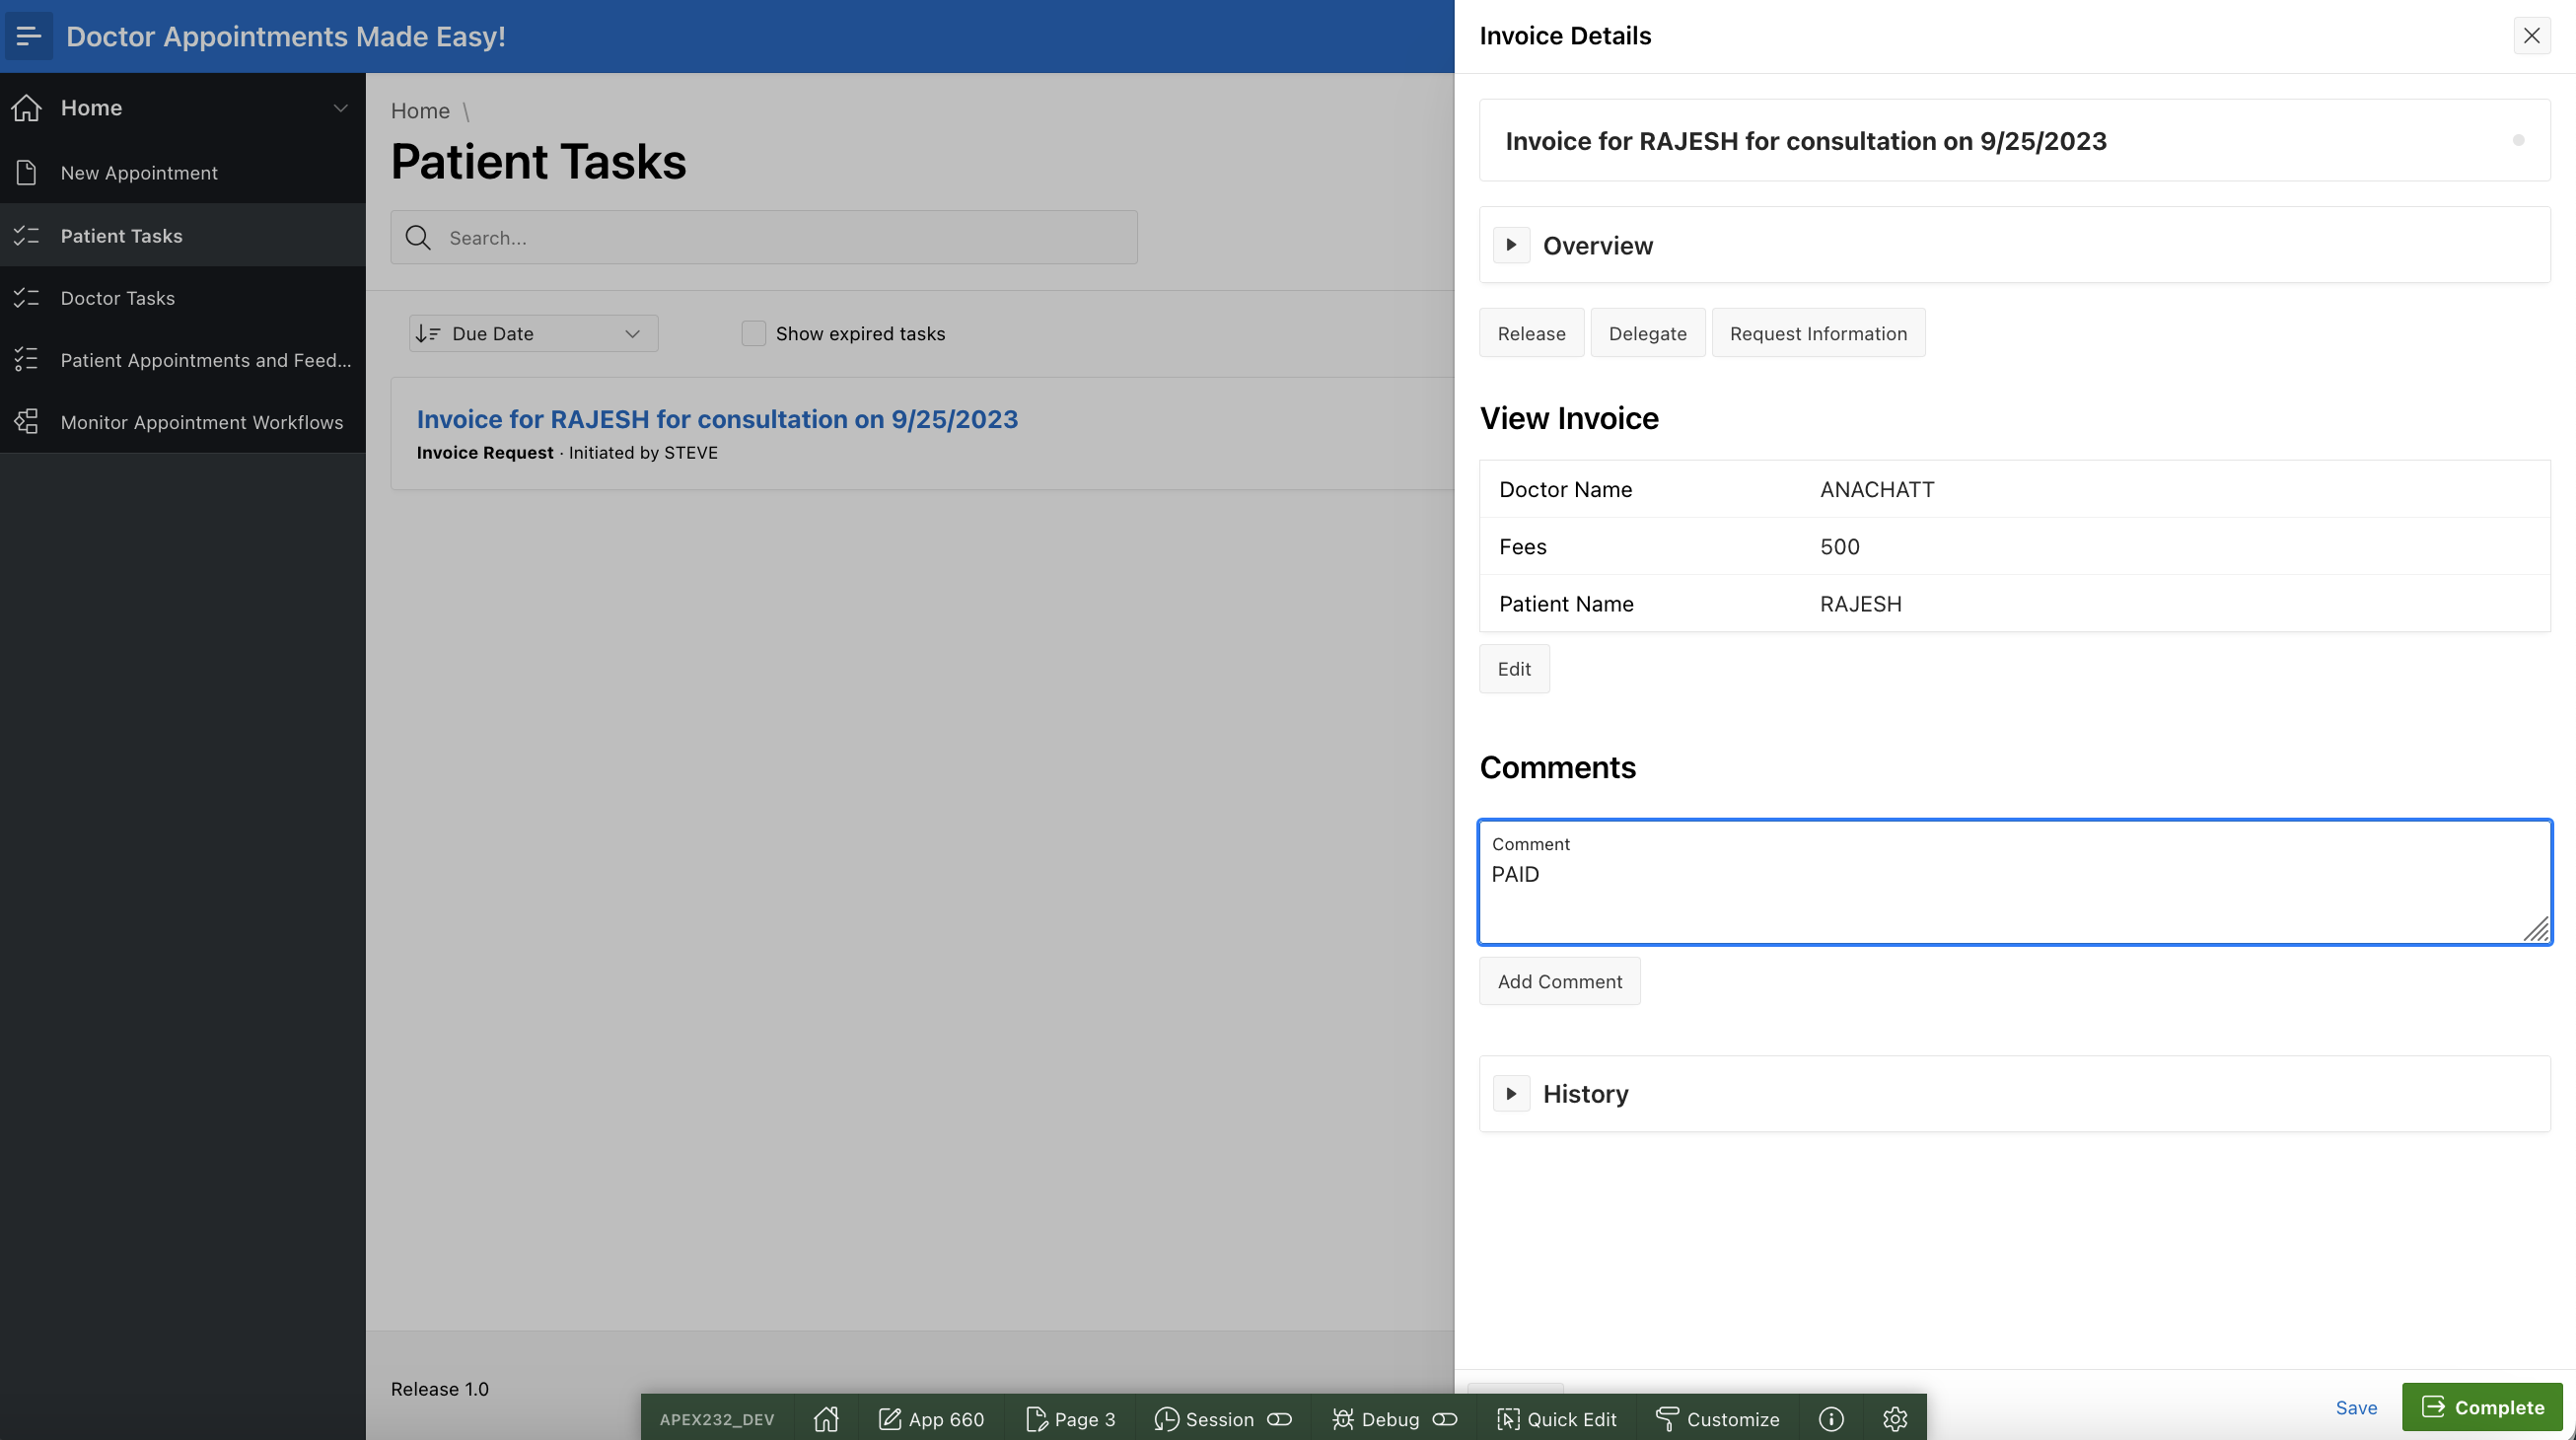 Doctor Appointments Made Easy!
Home
New Appointment
Patient Tasks
Doctor Tasks
Patient Appointments and Feed...
Monitor Appointment Workflows
Home \
Patient Tasks
Search...
Due Date
Show expired tasks
Invoice for RAJESH for consultation on 9/25/2023
Invoice Request · Initiated by STEVE
Release 1.0
Invoice Details
Invoice for RAJESH for consultation on 9/25/2023
Overview
Release Delegate Request Information
View Invoice
Doctor Name ANACHATT
Fees 500
Patient Name RAJESH
Edit
Comments
Comment
PAID
Add Comment
History
Save Complete
APEX232_DEV App 660 Page 3 Session Debug Quick Edit Customize